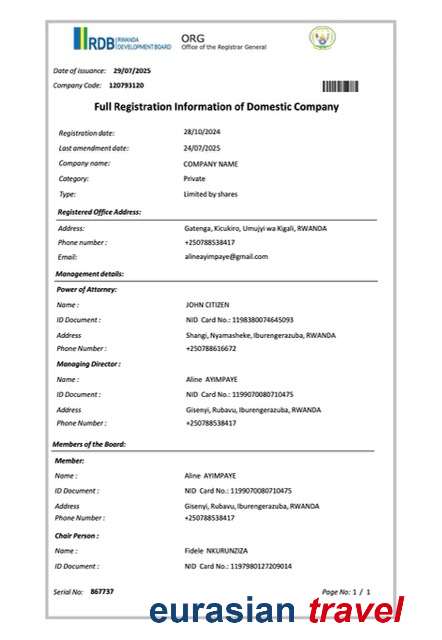 RDB RWANDA DEVELOPMENT BOARD
ORG
Office of the Registrar General
Date of issuance: 29/07/2025
Company Code: 120793120
Full Registration Information of Domestic Company
Registration date: 28/10/2024
Last amendment date: 24/07/2025
Company name: COMPANY NAME
Category: Private
Type: Limited by shares
Registered Office Address:
Address: Gatenga, Kicukiro, Umujyi wa Kigali, RWANDA
Phone number : +250788538417
Email: alineayimpaye@gmail.com
Management details:
Power of Attorney:
Name : JOHN CITIZEN
ID Document : NID Card No.: 1198380074645093
Address Shangi, Nyamasheke, Iburengerazuba, RWANDA
Phone Number : +250788616672
Managing Director :
Name : Aline AYIMPAYE
ID Document : NID Card No.: 1199070080710475
Address Gisenyi, Rubavu, Iburengerazuba, RWANDA
Phone Number : +250788538417
Members of the Board:
Member:
Name : Aline AYIMPAYE
ID Document : NID Card No.: 1199070080710475
Address Gisenyi, Rubavu, Iburengerazuba, RWANDA
Phone Number : +250788538417
Chair Person :
Name : Fidele NKURUNZIZA
ID Document : NID Card No.: 1197980127209014
Serial No: 867737
Page No: 1 / 1
eurasian travel